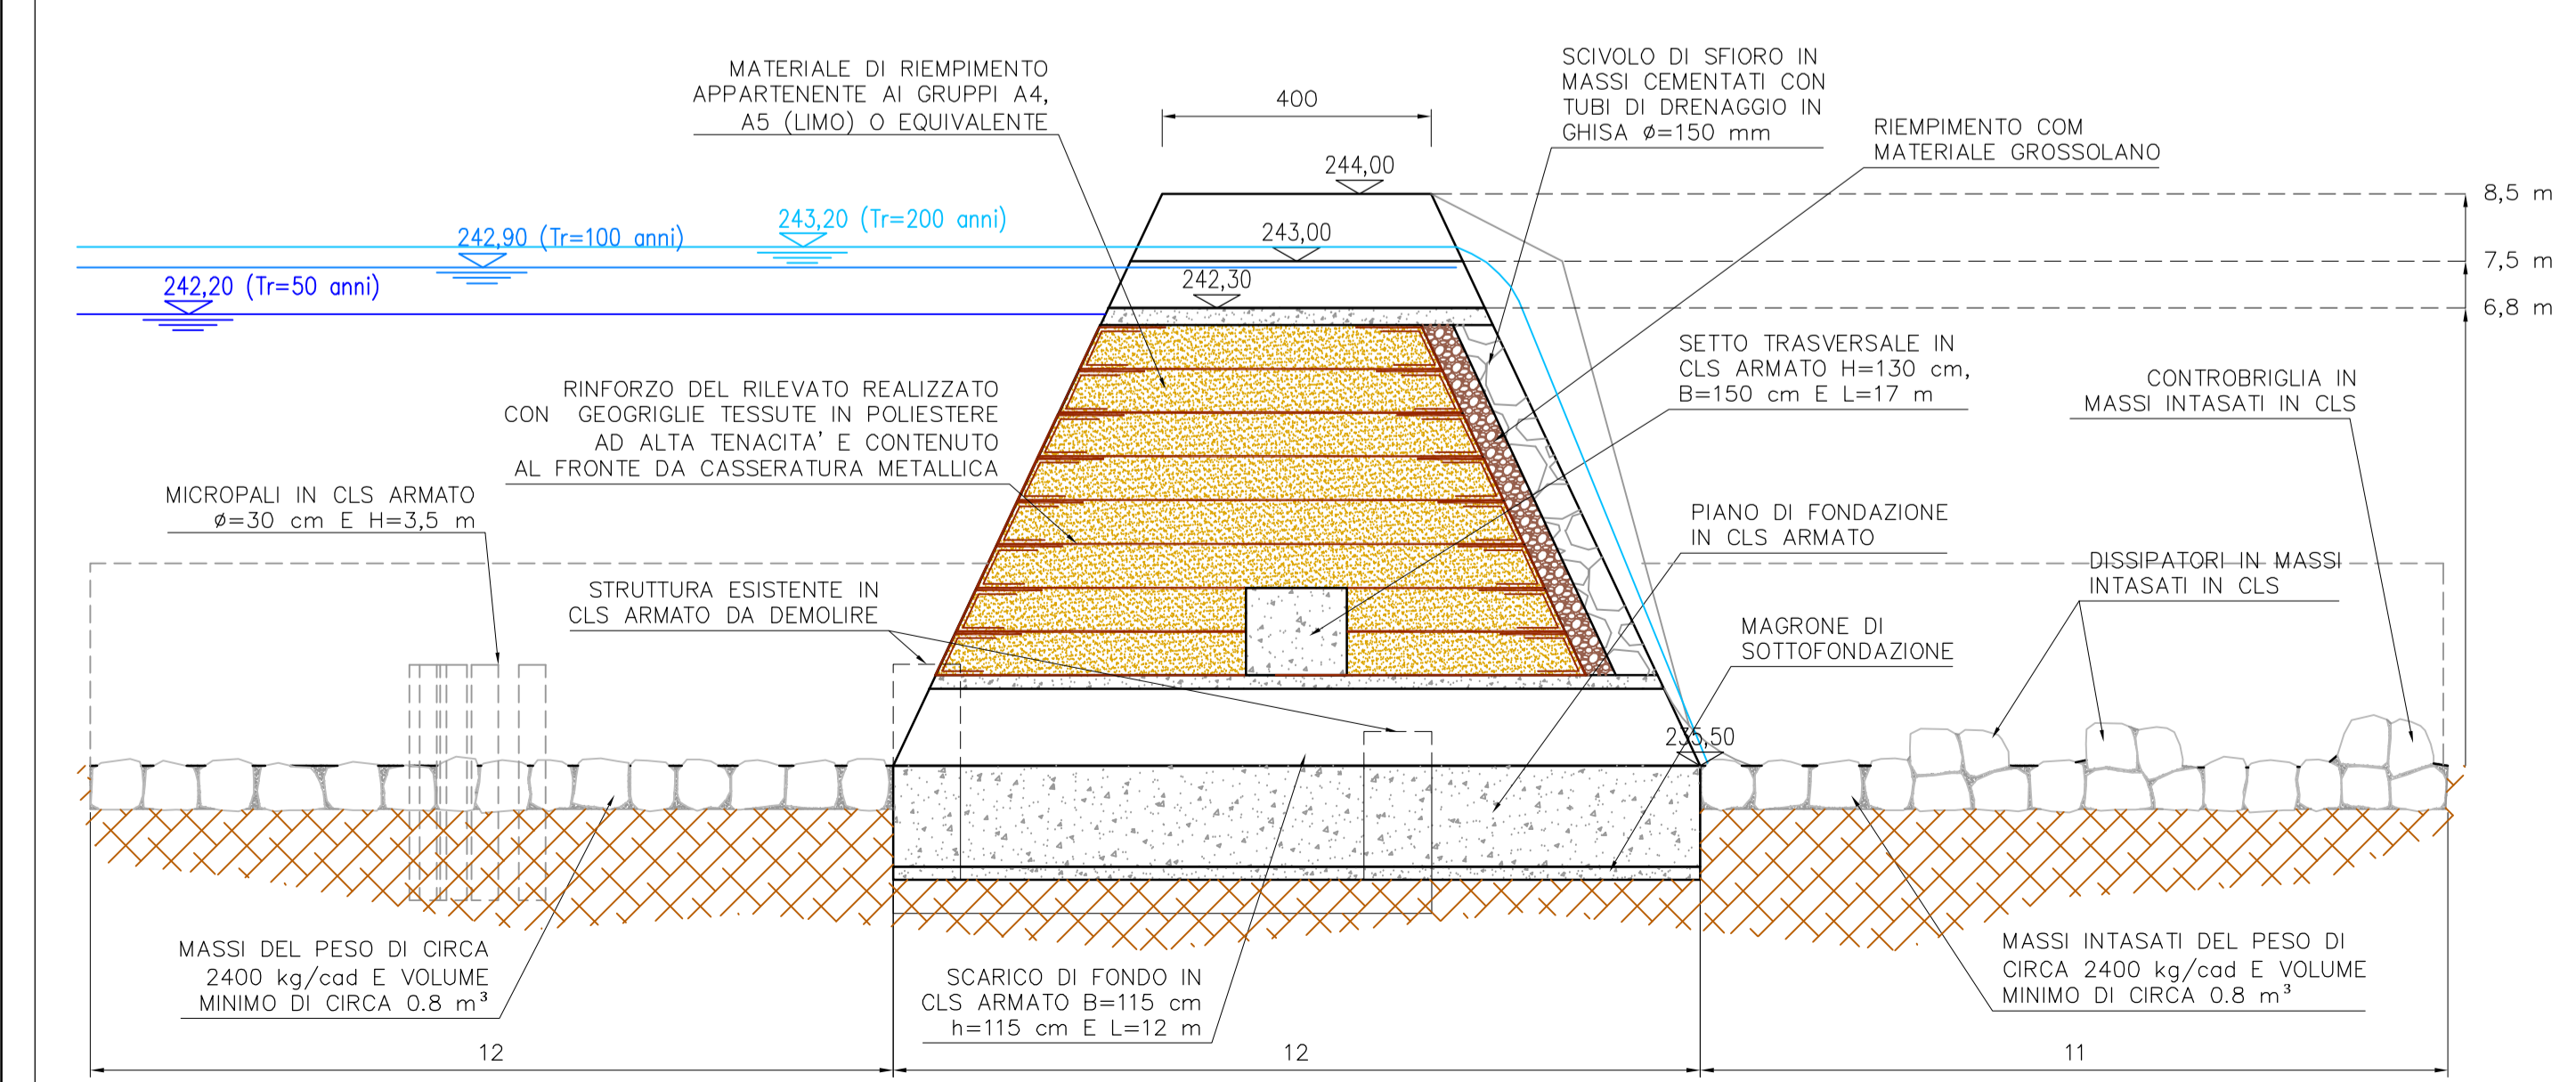 MATERIALE DI RIEMPIMENTO
APPARTENENTE AI GRUPPI A4,
A5 (LIMO) O EQUIVALENTE
400
SCIVOLO DI SFIORO IN
MASSI CEMENTATI CON
TUBI DI DRENAGGIO IN
GHISA ø=150 mm
RIEMPIMENTO COM
MATERIALE GROSSOLANO
244,00
8,5 m
243,20 (Tr=200 anni)
242,90 (Tr=100 anni)
243,00
7,5 m
242,20 (Tr=50 anni)
242,30
6,8 m
SETTO TRASVERSALE IN
CLS ARMATO H=130 cm,
B=150 cm E L=17 m
CONTROBRIGLIA IN
MASSI INTASATI IN CLS
RINFORZO DEL RILEVATO REALIZZATO
CON GEOGRIGLIE TESSUTE IN POLIESTERE
AD ALTA TENACITA' E CONTENUTO
AL FRONTE DA CASSERATURA METALLICA
MICROPALI IN CLS ARMATO
ø=30 cm E H=3,5 m
PIANO DI FONDAZIONE
IN CLS ARMATO
DISSIPATORI IN MASSI
INTASATI IN CLS
STRUTTURA ESISTENTE IN
CLS ARMATO DA DEMOLIRE
MAGRONE DI
SOTTOFONDAZIONE
235,50
MASSI DEL PESO DI CIRCA
2400 kg/cad E VOLUME
MINIMO DI CIRCA 0.8 m³
SCARICO DI FONDO IN
CLS ARMATO B=115 cm
h=115 cm E L=12 m
MASSI INTASATI DEL PESO DI
CIRCA 2400 kg/cad E VOLUME
MINIMO DI CIRCA 0.8 m³
12
12
11